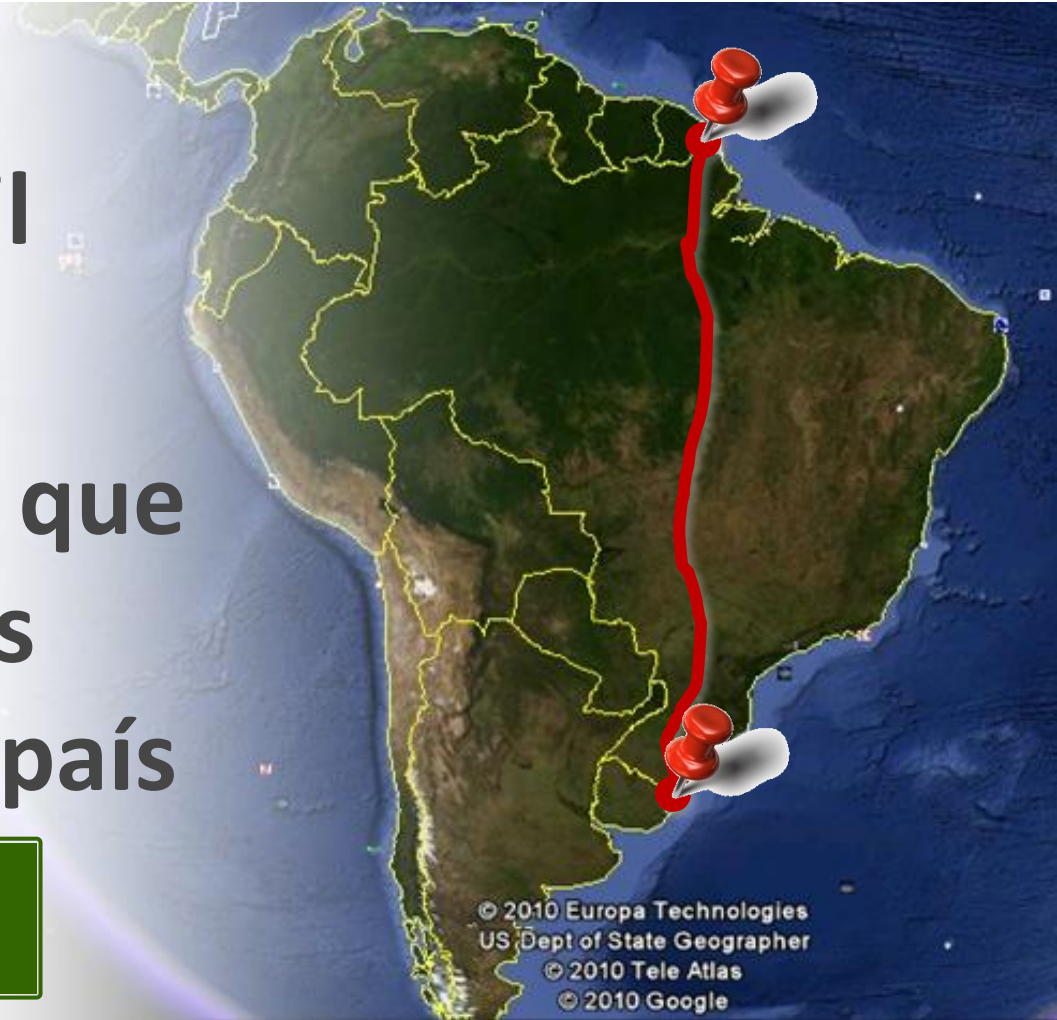 que
s
país
© 2010 Europa Technologies
US Dept of State Geographer
© 2010 Tele Atlas
© 2010 Google